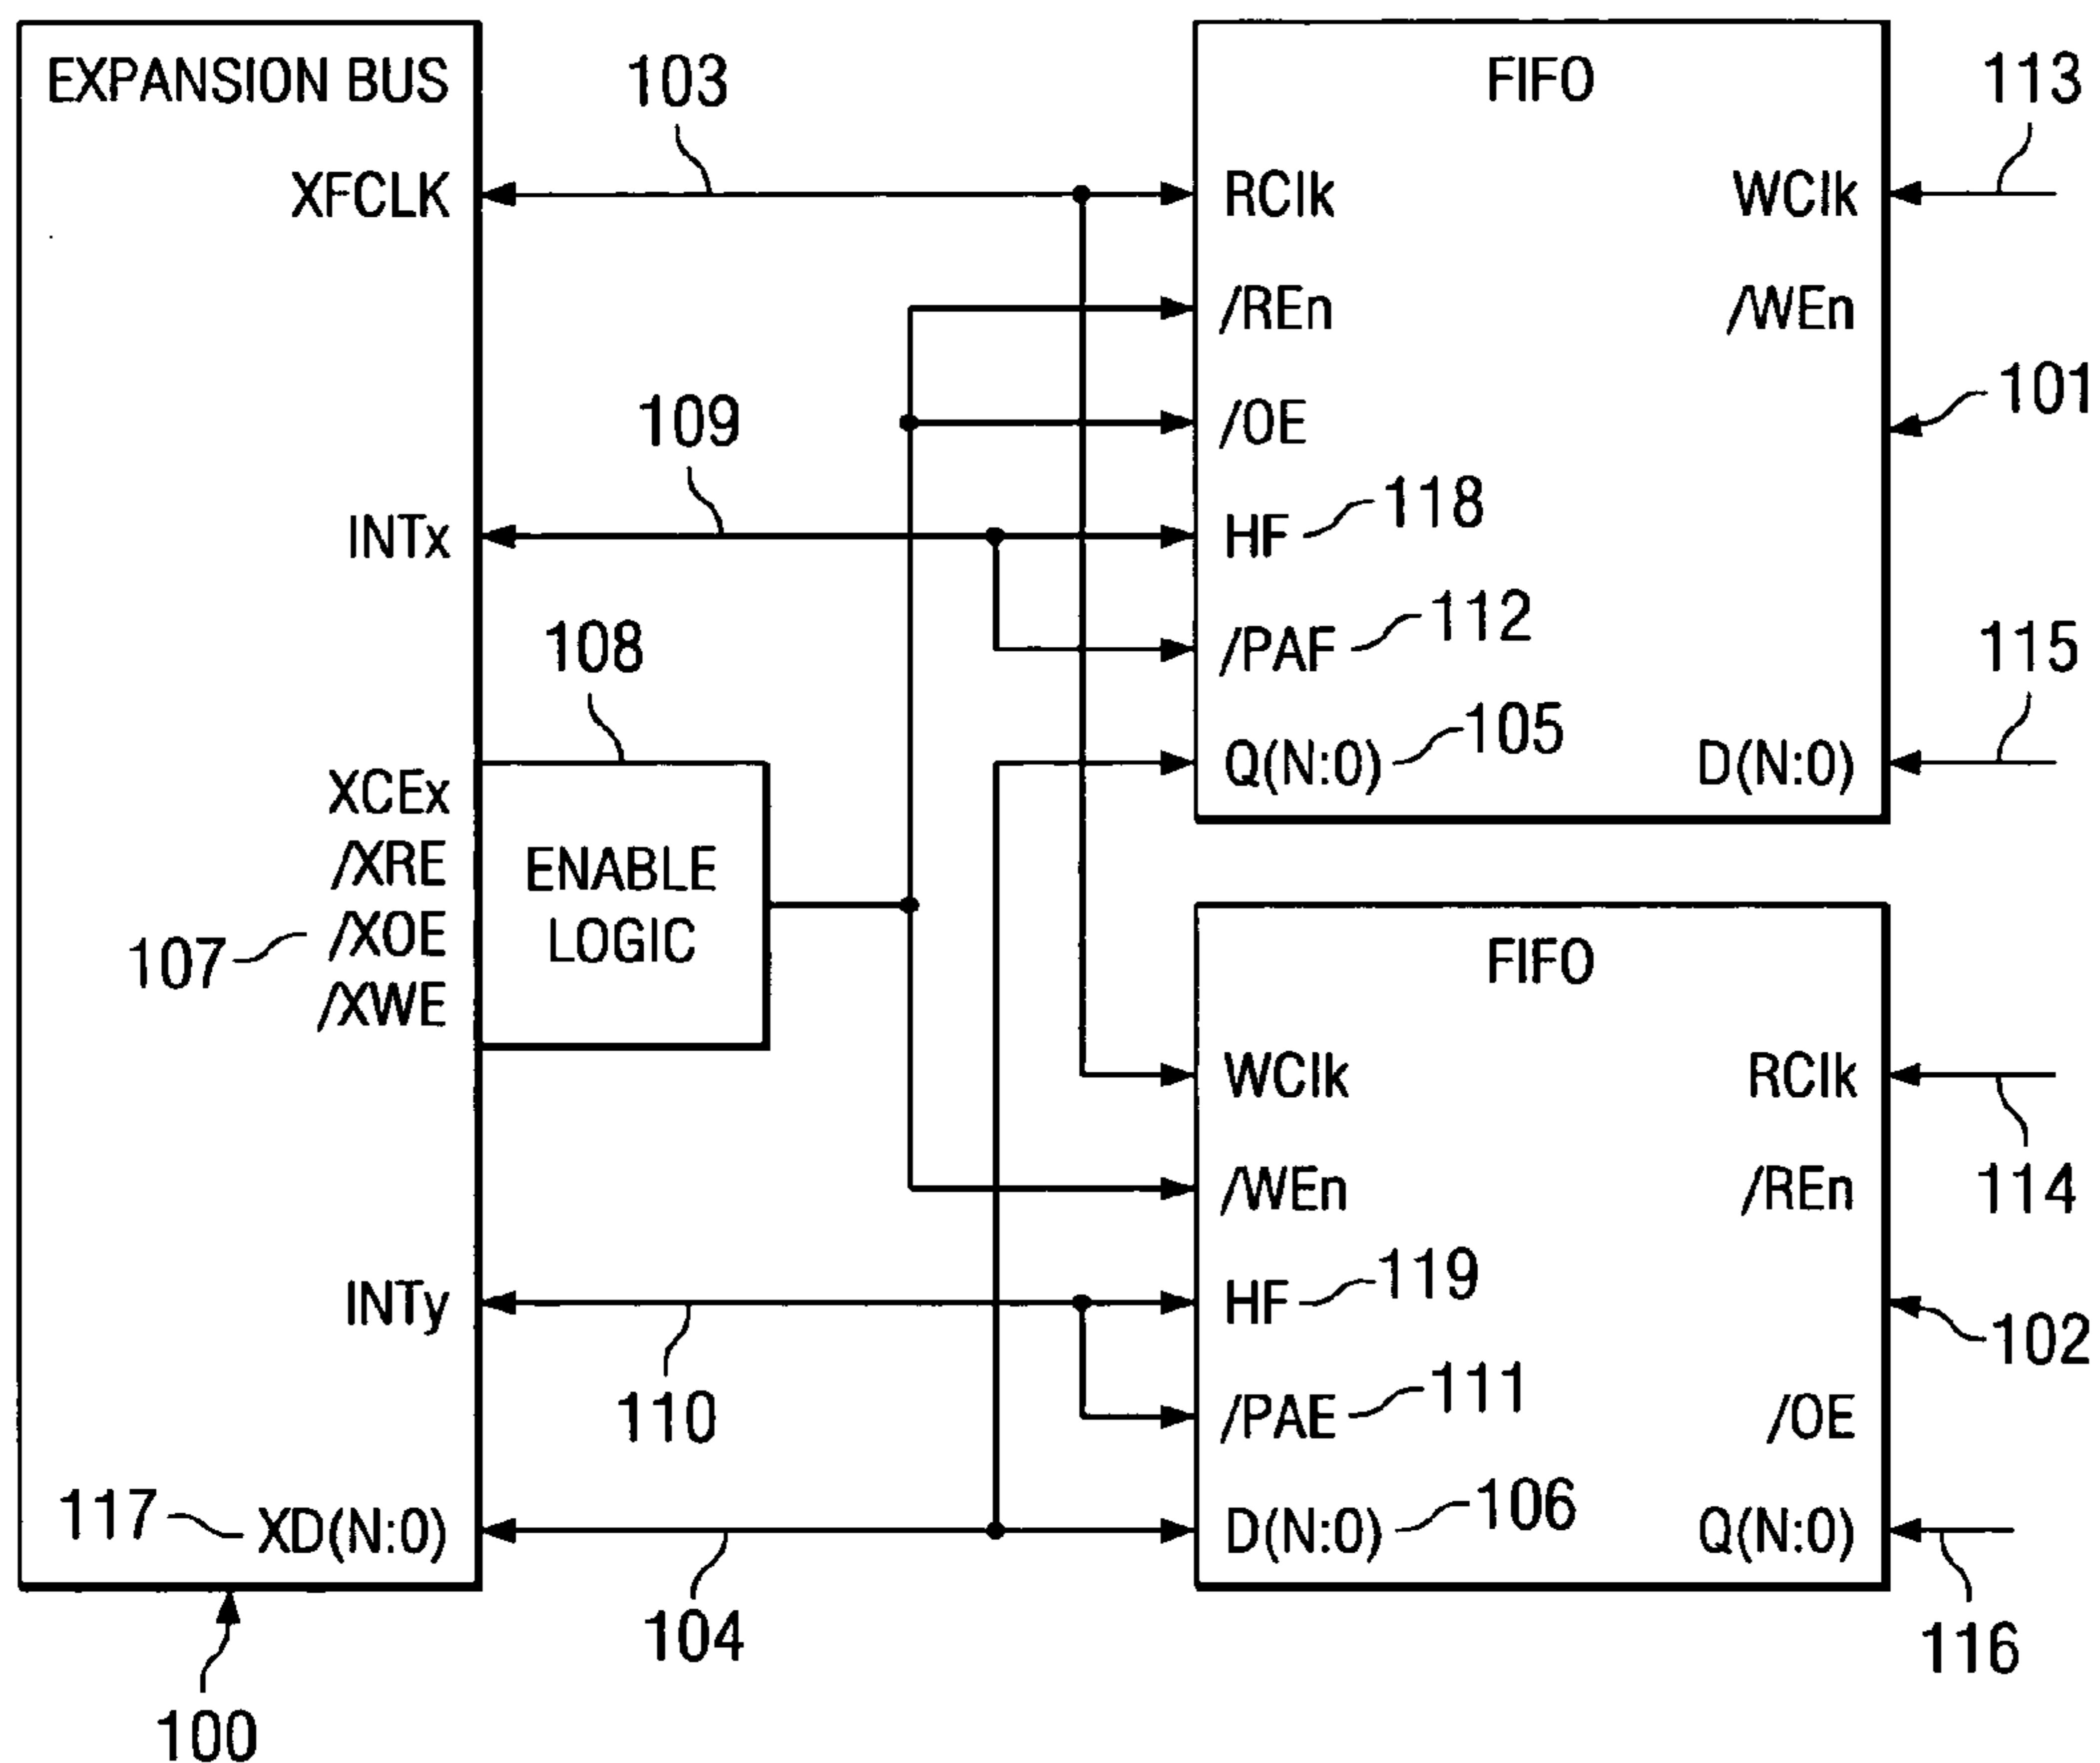 EXPANSION BUS
103
FIFO
113
XFCLK
RClk
WClk
/REn
/WEn
101
109
/OE
118
INTx
HF
112
108
/PAF
115
105
XCEx
Q(N:0)
D(N:0)
/XRE
ENABLE
/XOE
LOGIC
107
FIFO
/XWE
WClk
RClk
/WEn
/REn
114
119
INTy
HF
102
111
110
/PAE
/OE
117
106
XD(N:0)
D(N:0)
Q(N:0)
104
116
100